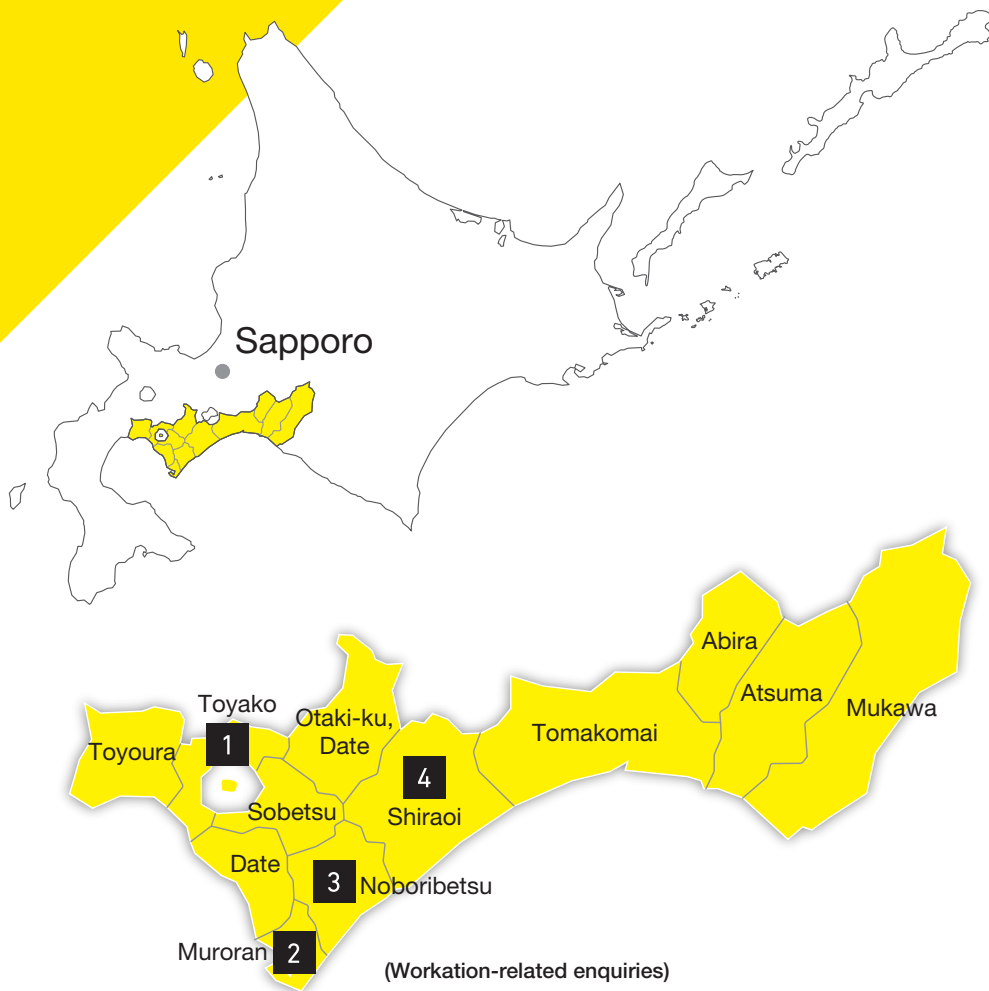 Sapporo
Abira
Atsuma
Mukawa
Toyako
1
Otaki-ku,
Date
Toyoura
Tomakomai
4
Shiraoi
Sobetsu
Date
3
Noboribetsu
Muroran
2
(Workation-related enquiries)